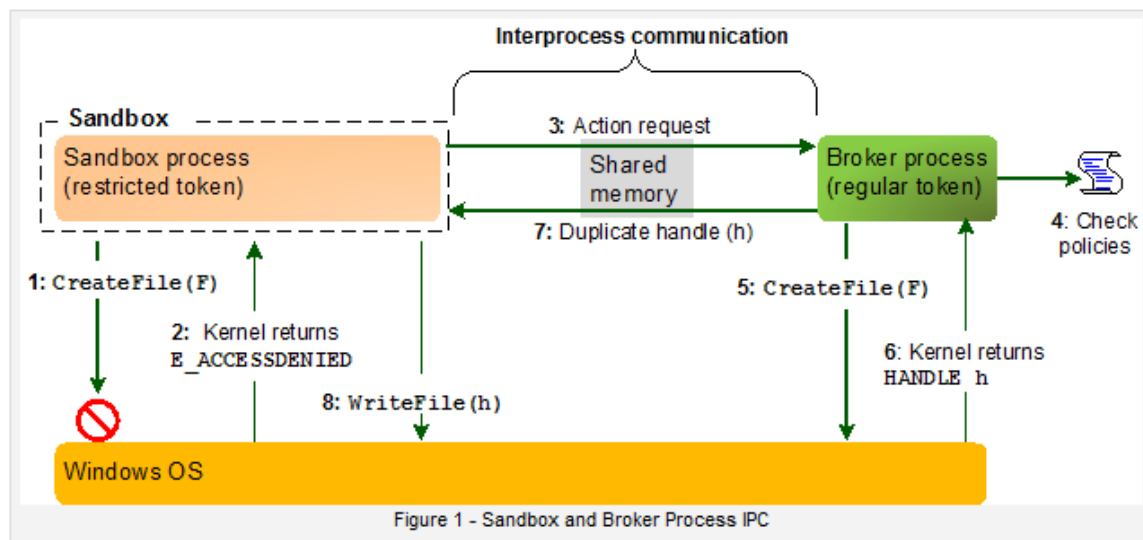 Interprocess communication
Sandbox
3: Action request
Sandbox process
(restricted token)
Shared
memory
Broker process
(regular token)
7: Duplicate handle (h)
4: Check
policies
1: CreateFile(F)
5: CreateFile(F)
2: Kernel returns
E_ACCESSDENIED
6: Kernel returns
HANDLE h
8: WriteFile(h)
Windows OS
Figure 1 - Sandbox and Broker Process IPC